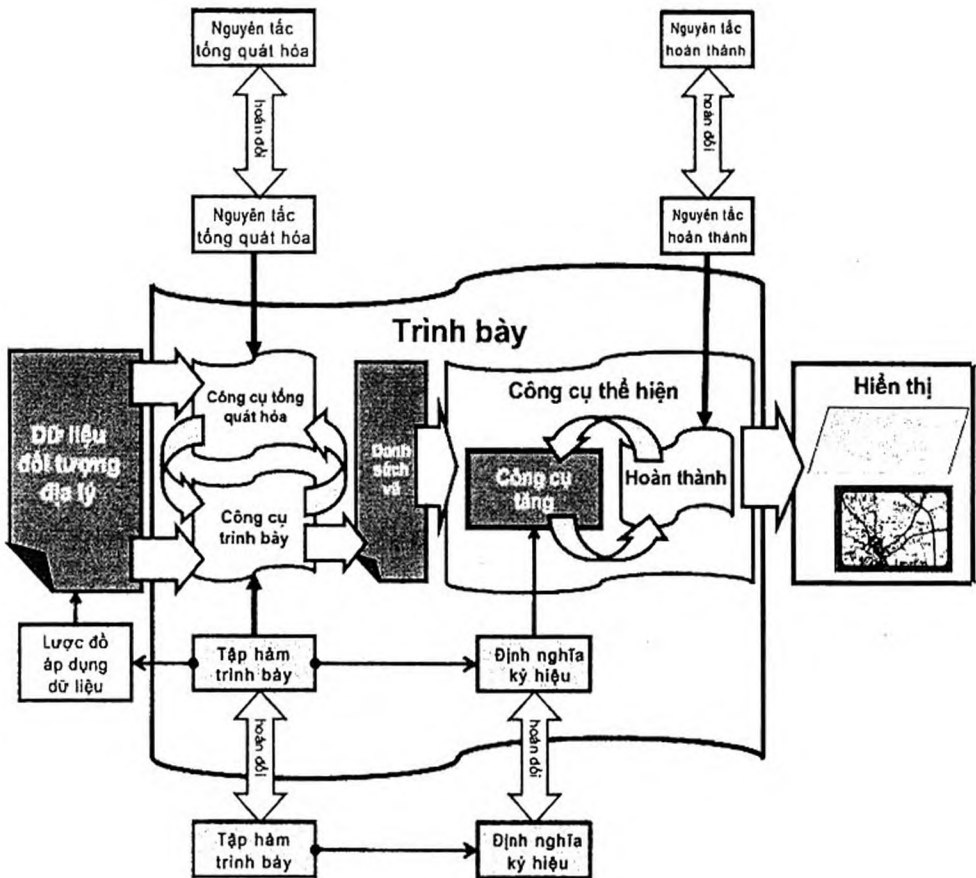 Nguyên tắc
tổng quát hóa
Nguyên tắc
hoàn thành
hoán đổi
hoán đổi
Nguyên tắc
tổng quát hóa
Nguyên tắc
hoàn thành
Trình bày
Dữ liệu
đối tượng
địa lý
Công cụ tổng
quát hóa
Công cụ
trình bày
Danh
sách
vẽ
Công cụ thể hiện
Công cụ
tầng
Hoàn thành
Hiển thị
Lược đồ
áp dụng
dữ liệu
Tập hàm
trình bày
Định nghĩa
ký hiệu
hoán đổi
hoán đổi
Tập hàm
trình bày
Định nghĩa
ký hiệu